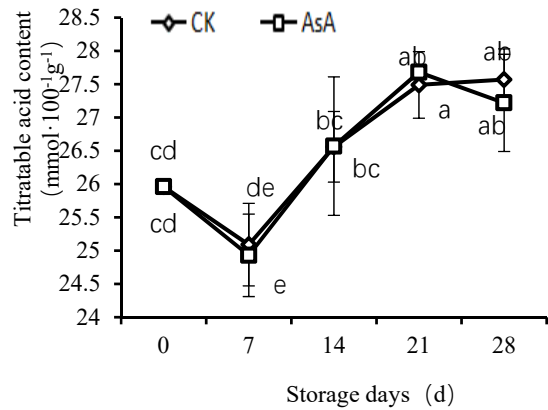 CK AsA
Titratable acid content
（mmol·100⁻¹g⁻¹）
28.5
28
27.5
27
26.5
26
25.5
25
24.5
24
cd
cd
de
e
bc
bc
ab
a
ab
ab
0 7 14 21 28
Storage days（d）